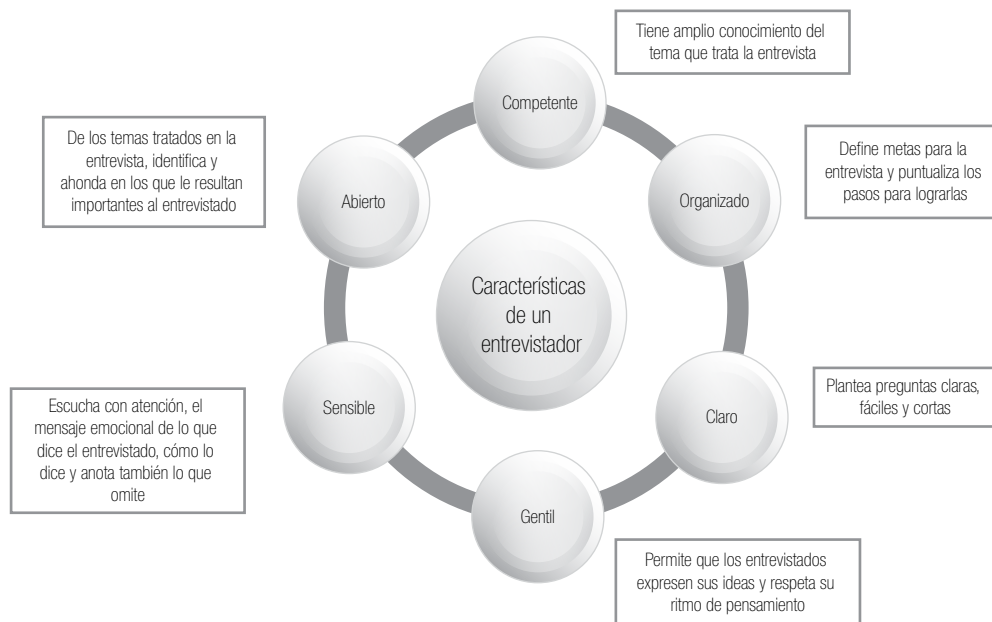 Características
de un
entrevistador
Competente
Tiene amplio conocimiento del
tema que trata la entrevista
Organizado
Define metas para la
entrevista y puntualiza los
pasos para lograrlas
Claro
Plantea preguntas claras,
fáciles y cortas
Gentil
Permite que los entrevistados
expresen sus ideas y respeta su
ritmo de pensamiento
Sensible
Escucha con atención, el
mensaje emocional de lo que
dice el entrevistado, cómo lo
dice y anota también lo que
omite
Abierto
De los temas tratados en la
entrevista, identifica y
ahonda en los que le resultan
importantes al entrevistado